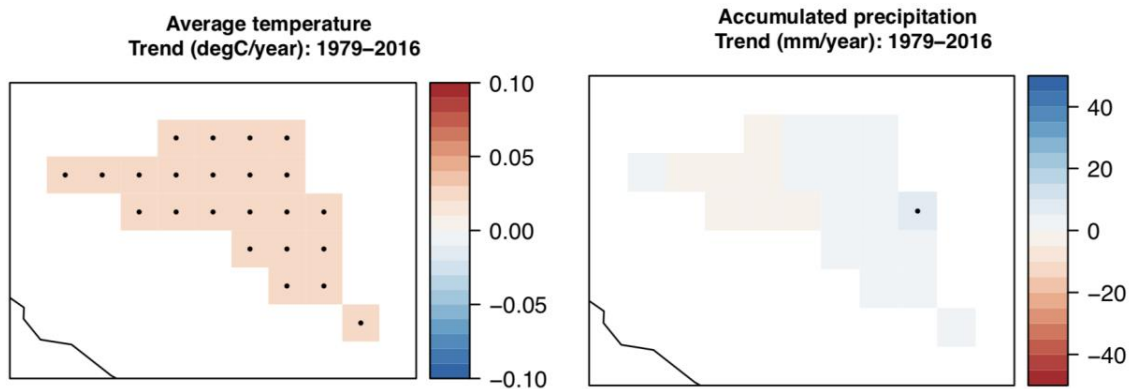 Average temperature
Trend (degC/year): 1979–2016
0.10
0.05
0.00
−0.05
−0.10
Accumulated precipitation
Trend (mm/year): 1979–2016
40
20
0
−20
−40